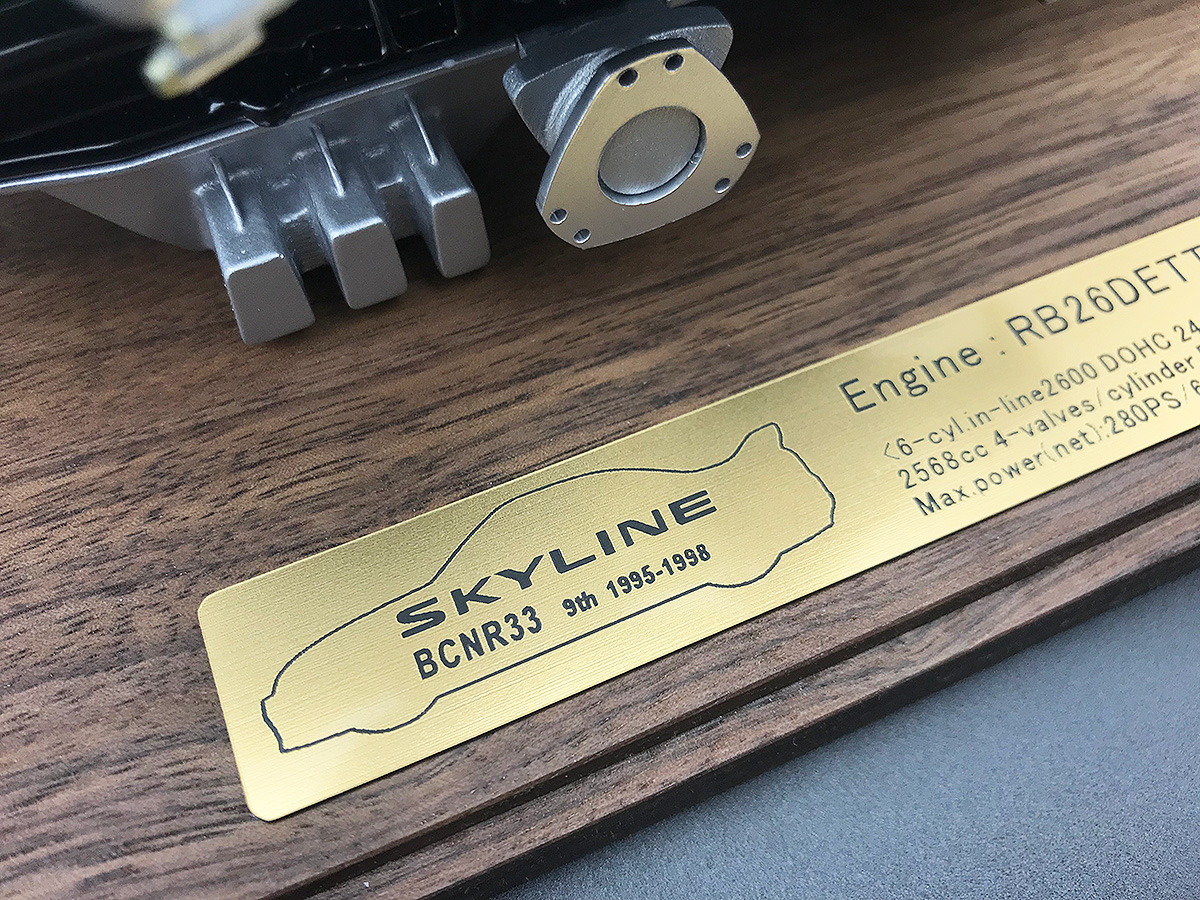 SKYLINE
BCNR33 9th 1995-1998
Engine : RB26DETT
<6-cyl.in-line2600 DOHC 24
2568cc 4-valves/cylinder
Max.power(net):280PS/6